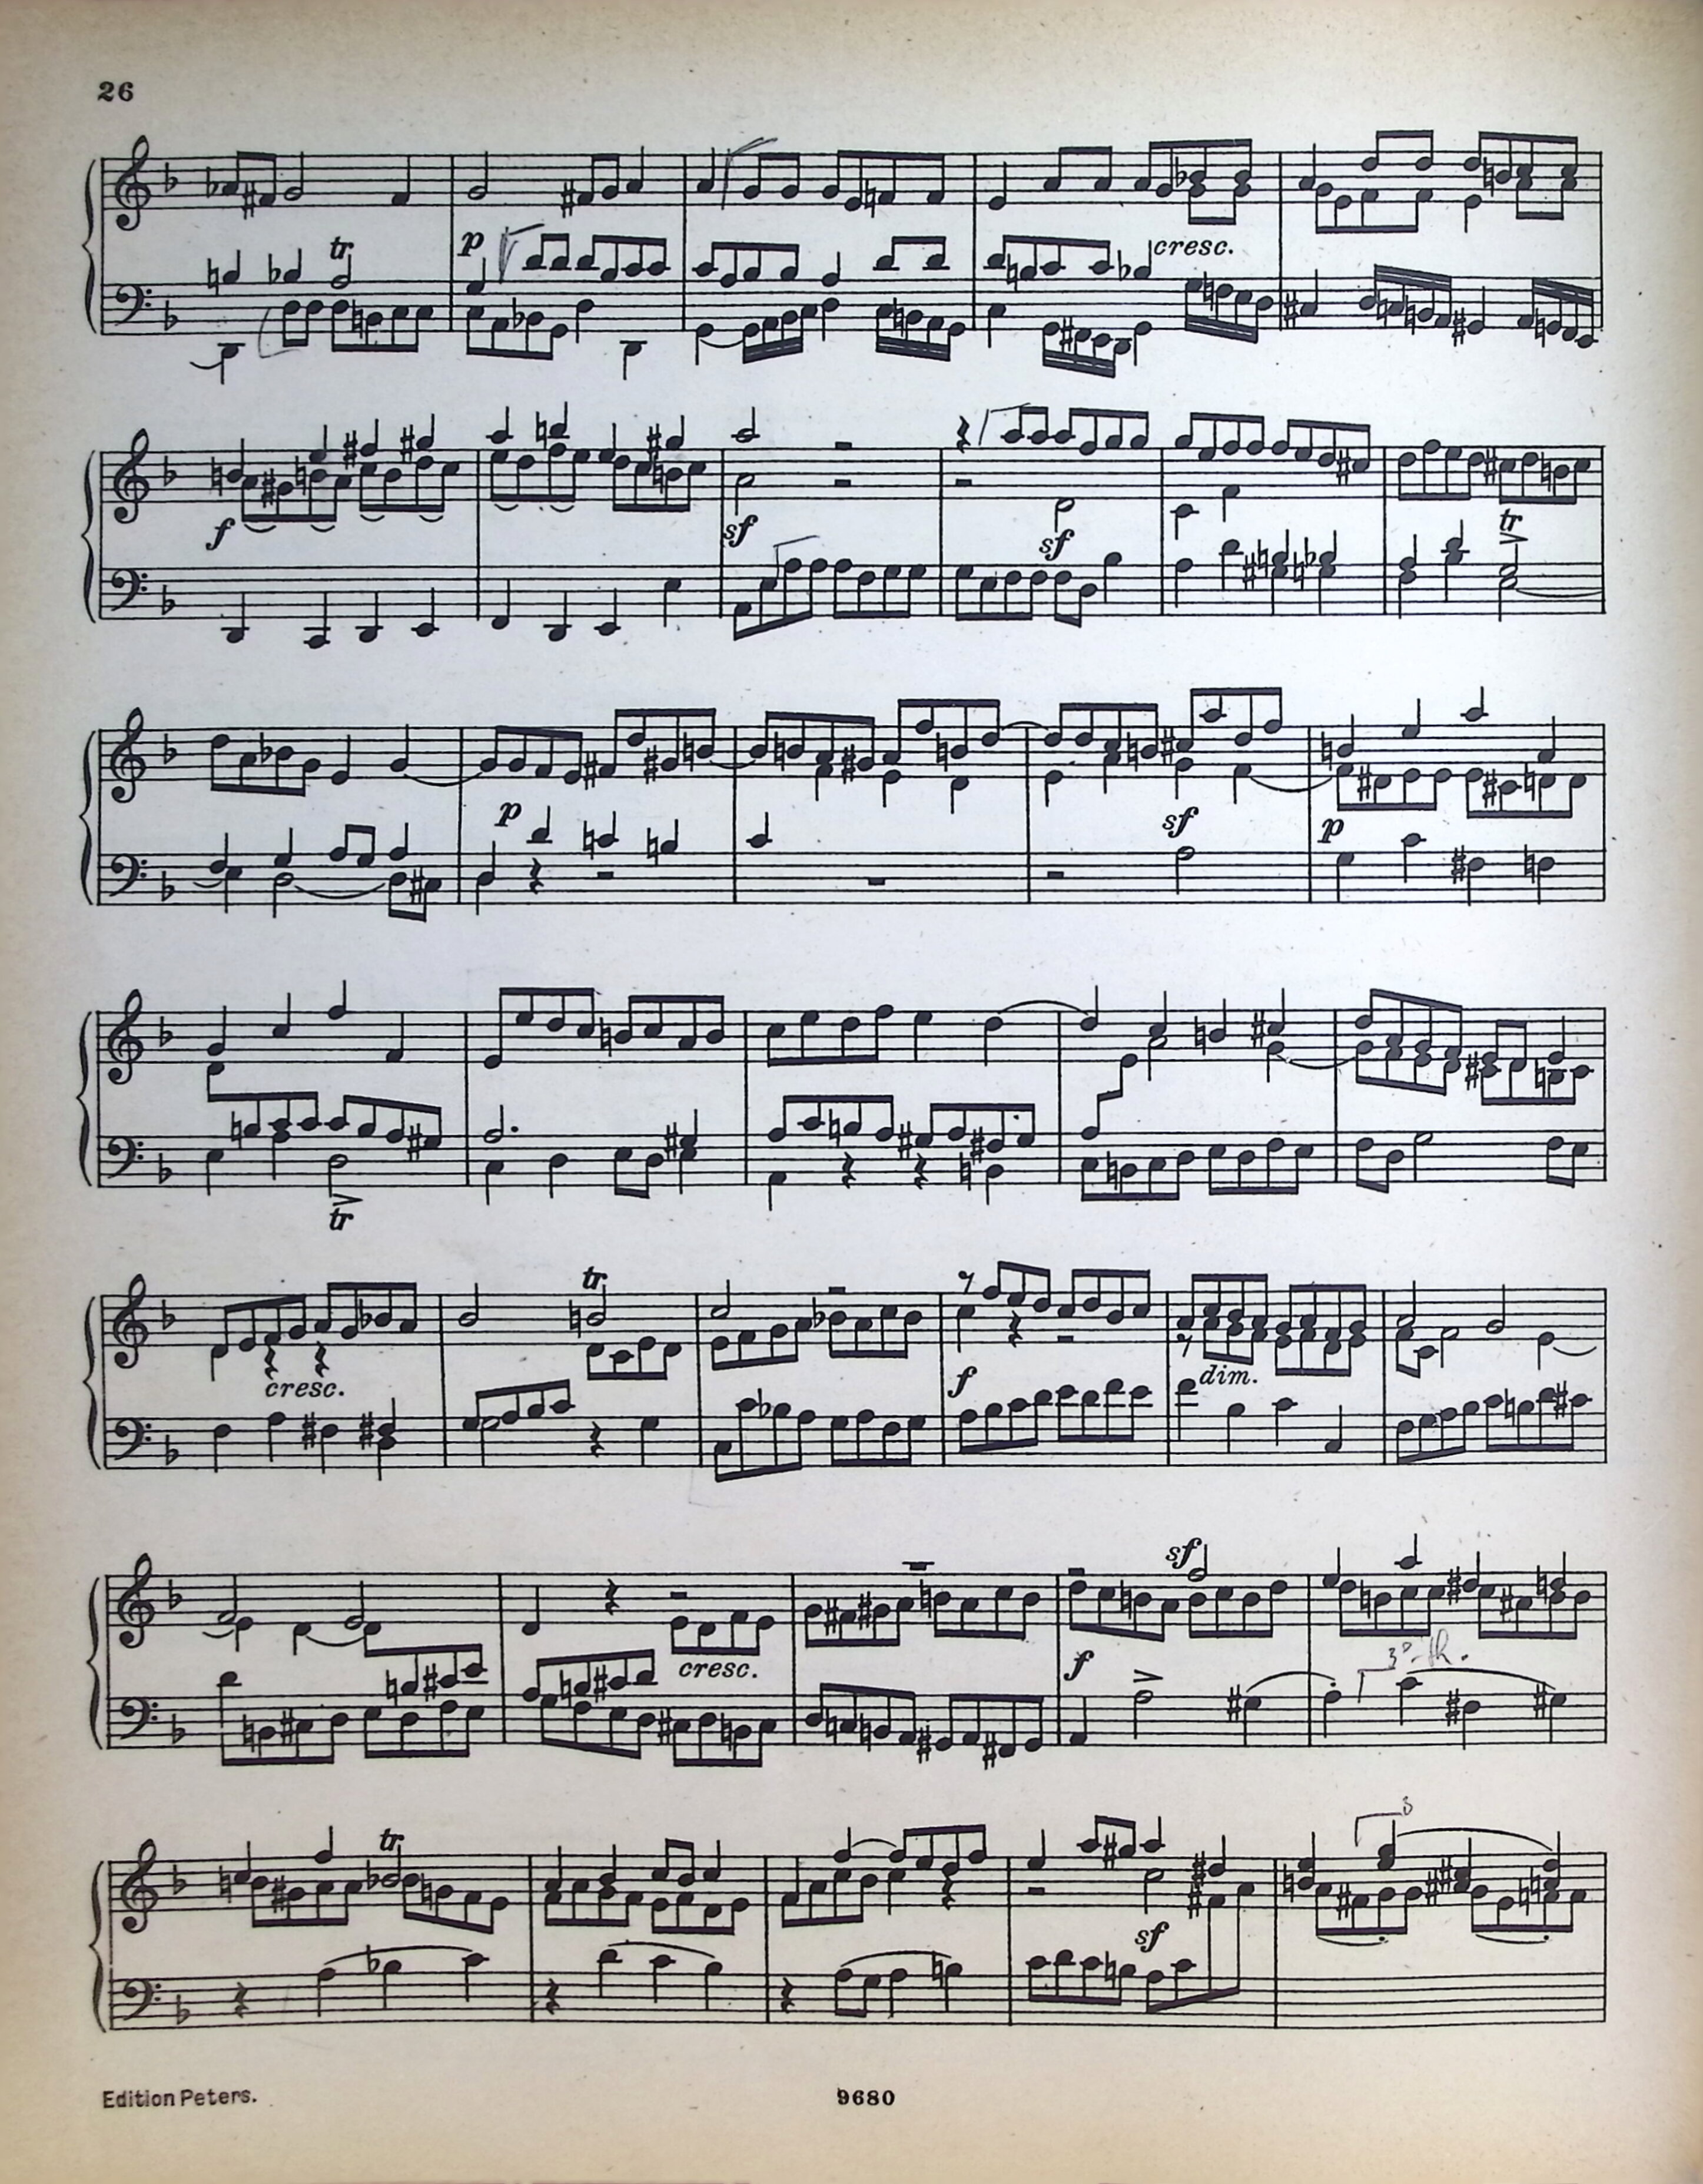 26
tr
p
cresc.
f
sf
sf
tr
p
sf
p
tr
tr
cresc.
f
dim.
sf
cresc.
f
tr
3
sf
Edition Peters.
9680